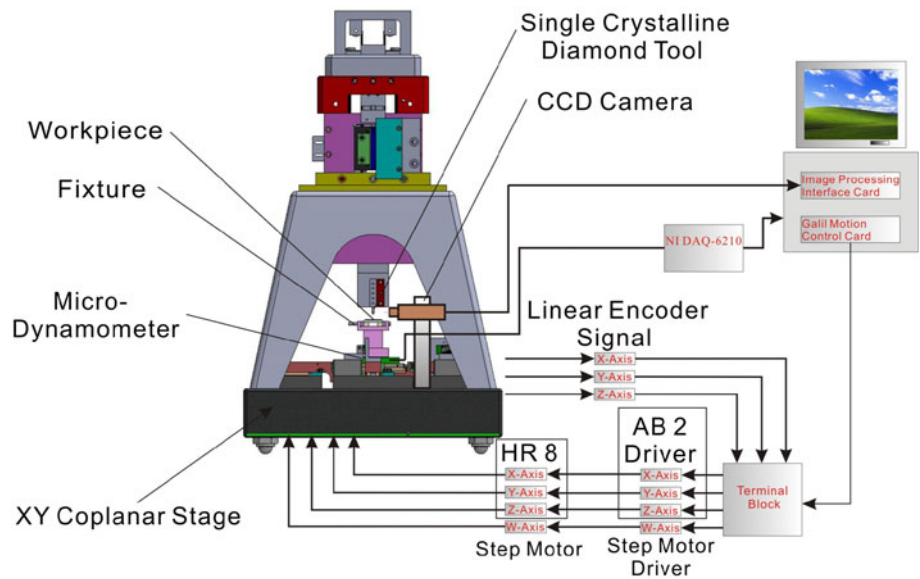 Single Crystalline
Diamond Tool
CCD Camera
Workpiece
Fixture
Micro-
Dynamometer
XY Coplanar Stage
Image Processing
Interface Card
Galil Motion
Control Card
NI DAQ-6210
Linear Encoder
Signal
X-Axis
Y-Axis
Z-Axis
HR 8
X-Axis
Y-Axis
Z-Axis
W-Axis
Step Motor
AB 2
Driver
X-Axis
Y-Axis
Z-Axis
W-Axis
Step Motor
Driver
Terminal
Block